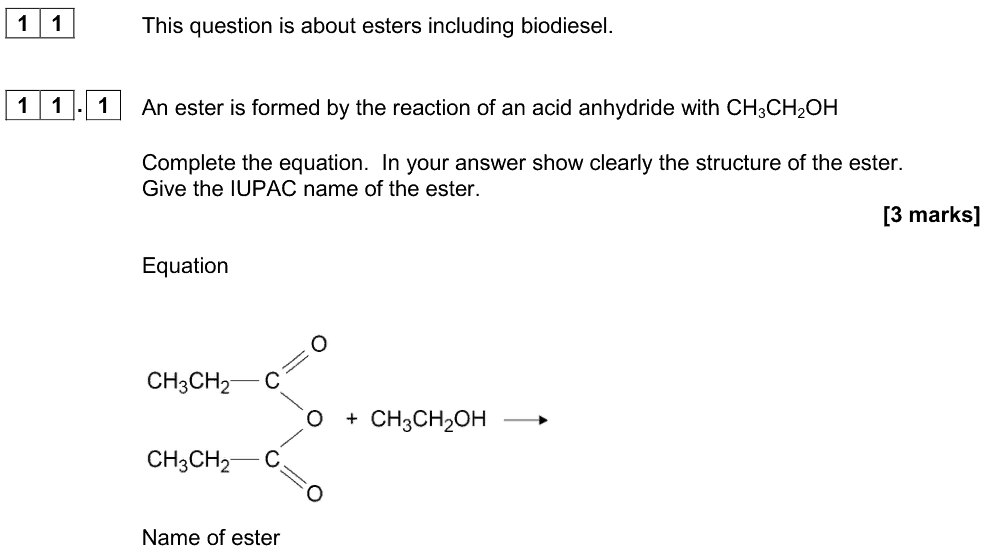 1 1 This question is about esters including biodiesel.
1 1 . 1 An ester is formed by the reaction of an acid anhydride with CH₃CH₂OH
Complete the equation. In your answer show clearly the structure of the ester.
Give the IUPAC name of the ester.
[3 marks]
Equation
O
CH₃CH₂ C
O + CH₃CH₂OH ⟶
CH₃CH₂ C
O
Name of ester